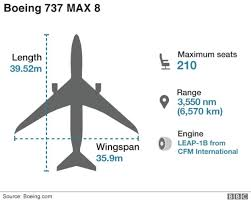 Boeing 737 MAX 8
Length
39.52m
Wingspan
35.9m
Maximum seats
210
Range
3,550 nm
(6,570 km)
Engine
LEAP-1B from
CFM International
Source: Boeing.com
BBC